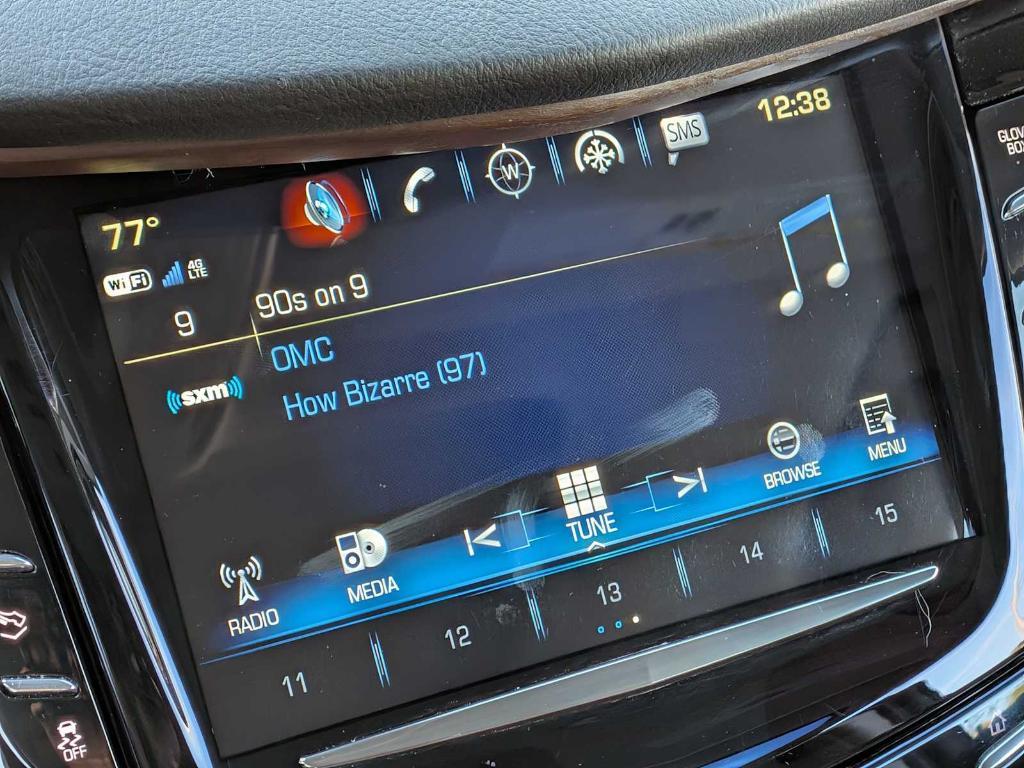 12:38
SMS
W
77°
WiFi
4G
LTE
9
90s on 9
OMC
How Bizarre (97)
sxm
RADIO
MEDIA
TUNE
BROWSE
MENU
11
12
13
14
15
GLOV
BOX
OFF